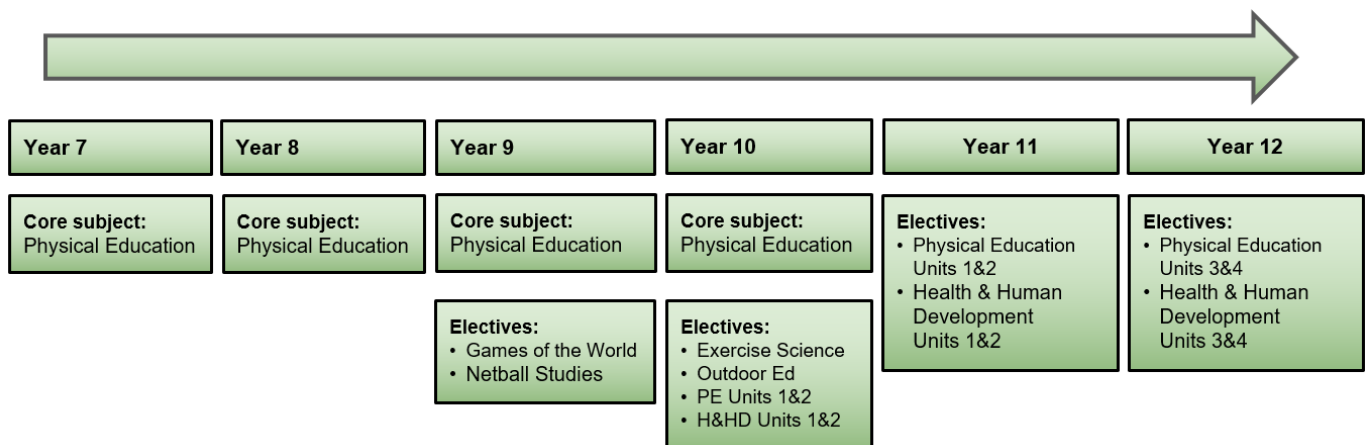 Year 7
Year 8
Year 9
Year 10
Year 11
Year 12
Core subject:
Physical Education
Core subject:
Physical Education
Core subject:
Physical Education
Core subject:
Physical Education
Electives:
• Physical Education
Units 1&2
• Health & Human
Development
Units 1&2
Electives:
• Physical Education
Units 3&4
• Health & Human
Development
Units 3&4
Electives:
• Games of the World
• Netball Studies
Electives:
• Exercise Science
• Outdoor Ed
• PE Units 1&2
• H&HD Units 1&2